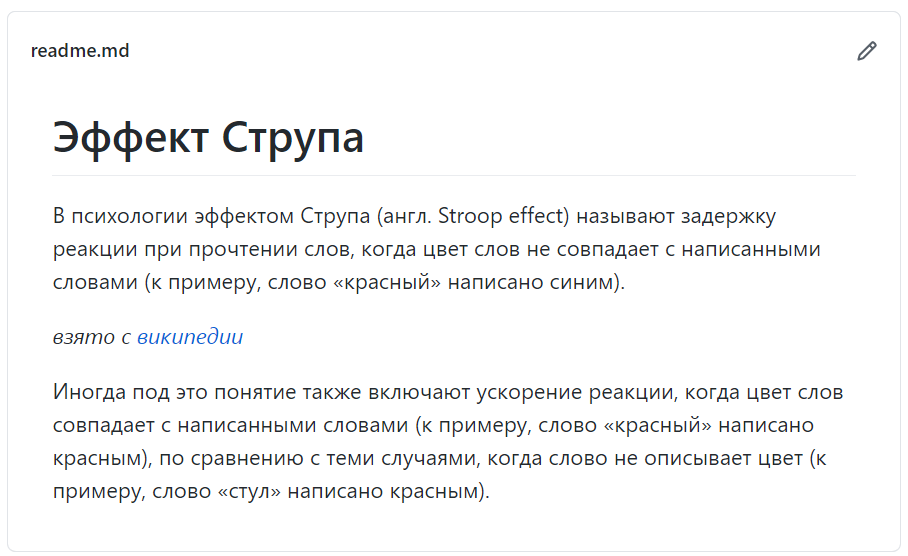 readme.md
Эффект Струпа
В психологии эффектом Струпа (англ. Stroop effect) называют задержку
реакции при прочтении слов, когда цвет слов не совпадает с написанными
словами (к примеру, слово «красный» написано синим).
взято с википедии
Иногда под это понятие также включают ускорение реакции, когда цвет слов
совпадает с написанными словами (к примеру, слово «красный» написано
красным), по сравнению с теми случаями, когда слово не описывает цвет (к
примеру, слово «стул» написано красным).